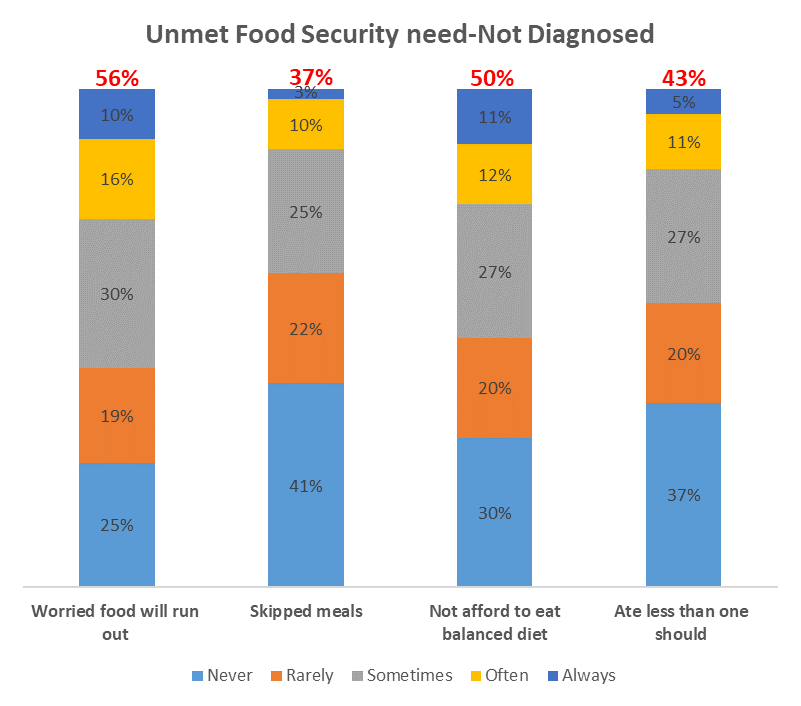 Unmet Food Security need-Not Diagnosed
56% 37% 50% 43%
10% 3% 11% 5%
16% 10% 12% 11%
30% 25% 27% 27%
19% 22% 20% 20%
25% 41% 30% 37%
Worried food will run out
Skipped meals
Not afford to eat
balanced diet
Ate less than one
should
Never Rarely Sometimes Often Always